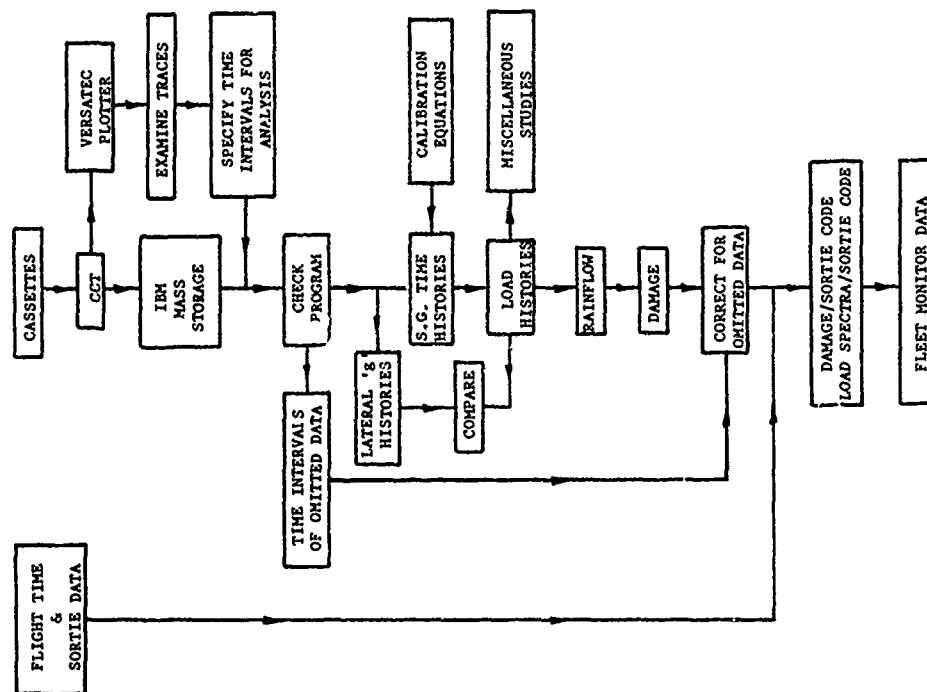 CASSETTES
CCT
VERSATEC
PLOTTER
EXAMINE TRACES
SPECIFY TIME
INTERVALS FOR
ANALYSIS
IBM
MASS
STORAGE
CHECK
PROGRAM
TIME INTERVALS
OF OMITTED DATA
LATERAL 'g'
HISTORIES
COMPARE
S.G. TIME
HISTORIES
CALIBRATION
EQUATIONS
LOAD
HISTORIES
MISCELLANEOUS
STUDIES
RAINFLOW
DAMAGE
CORRECT FOR
OMITTED DATA
FLIGHT TIME
&
SORTIE DATA
DAMAGE/SORTIE CODE
LOAD SPECTRA/SORTIE CODE
FLEET MONITOR DATA